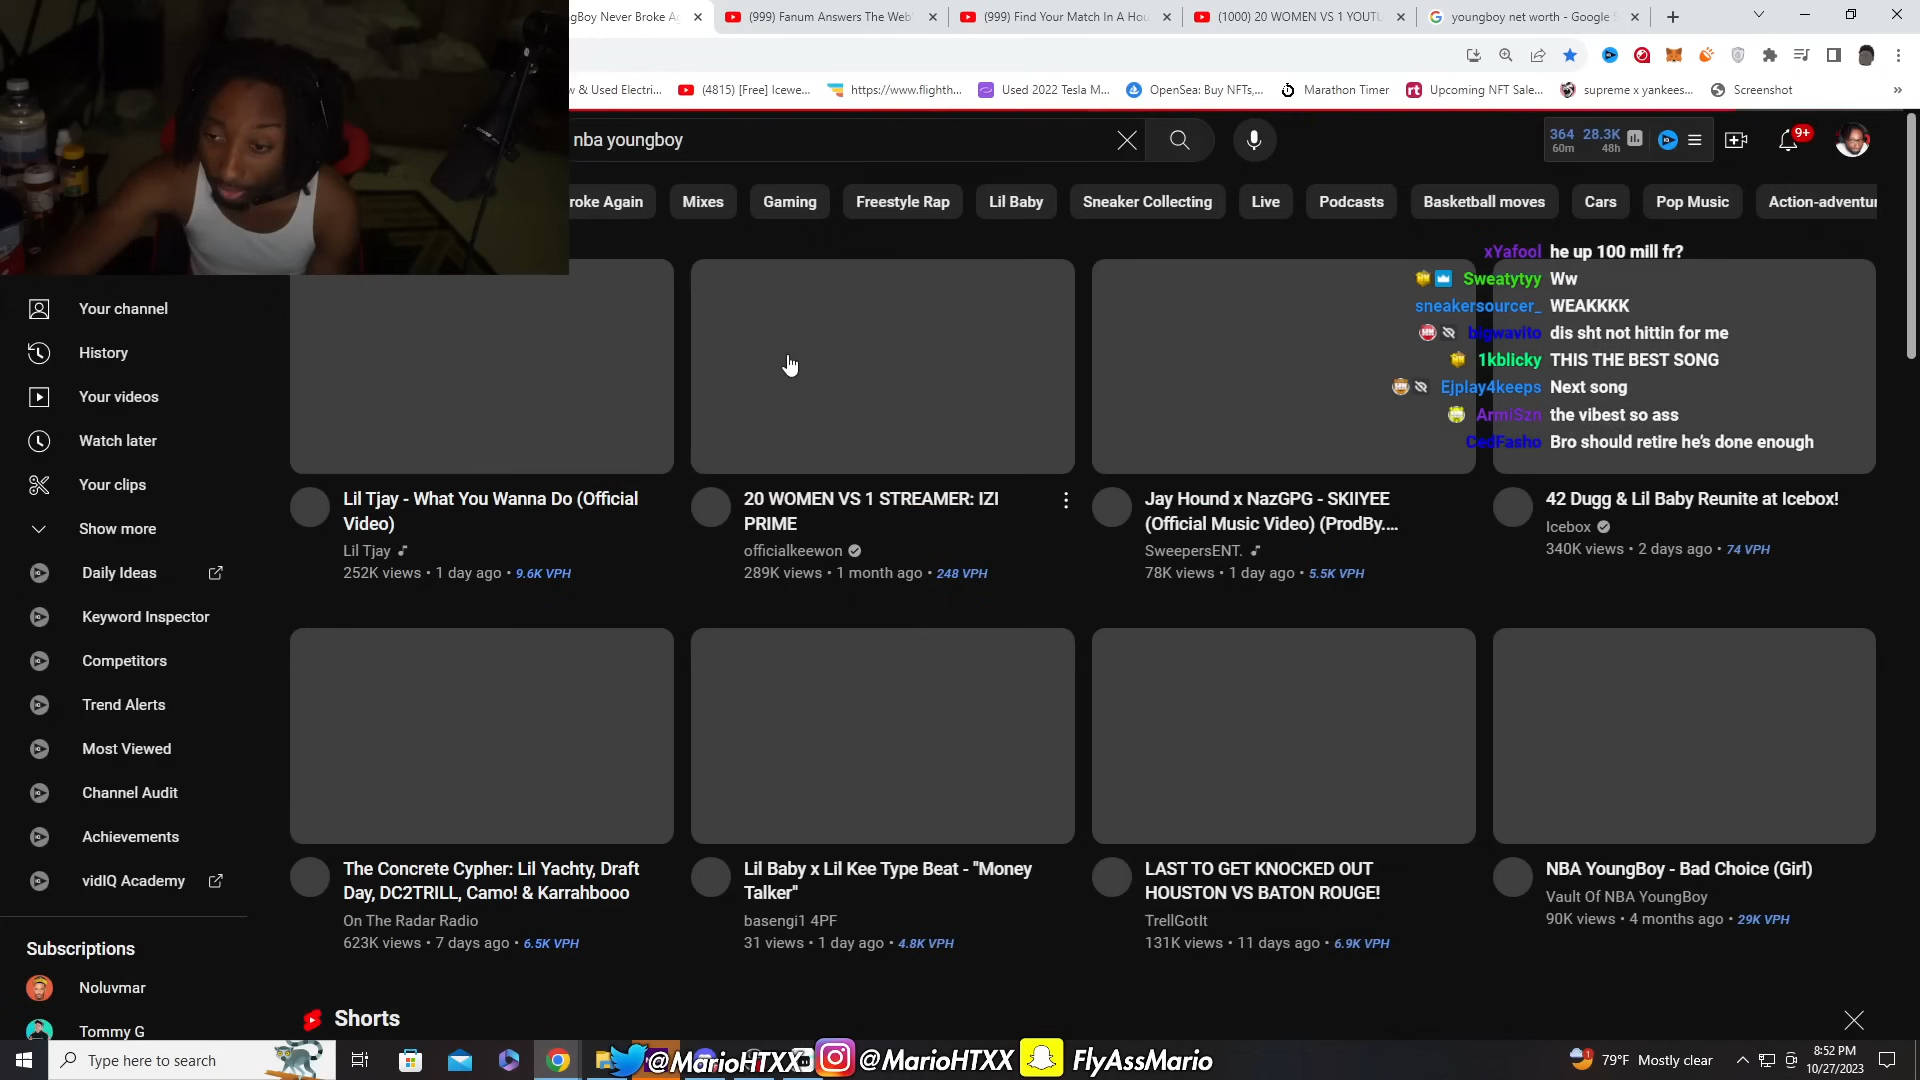 ngBoy Never Broke Ag
(999) Fanum Answers The Web'
(999) Find Your Match In A Hou
(1000) 20 WOMEN VS 1 YOUTU
youngboy net worth - Google S
w & Used Electri...
(4815) [Free] Icewe...
https://www.flighth...
Used 2022 Tesla M...
OpenSea: Buy NFTs,...
Marathon Timer
Upcoming NFT Sale...
supreme x yankees...
Screenshot
nba youngboy
364 28.3K
60m 48h
9+
roke Again
Mixes
Gaming
Freestyle Rap
Lil Baby
Sneaker Collecting
Live
Podcasts
Basketball moves
Cars
Pop Music
Action-adventur
xYafool he up 100 mill fr?
Sweatytyy Ww
sneakersourcer_ WEAKKKK
bigwavito dis sht not hittin for me
1kblicky THIS THE BEST SONG
Ejplay4keeps Next song
ArmiSzn the vibest so ass
CedFasho Bro should retire he's done enough
Your channel
History
Your videos
Watch later
Your clips
Show more
Daily Ideas
Keyword Inspector
Competitors
Trend Alerts
Most Viewed
Channel Audit
Achievements
vidIQ Academy
Subscriptions
Noluvmar
Tommy G
Lil Tjay - What You Wanna Do (Official
Video)
Lil Tjay
252K views • 1 day ago • 9.6K VPH
20 WOMEN VS 1 STREAMER: IZI
PRIME
officialkeewon
289K views • 1 month ago • 248 VPH
Jay Hound x NazGPG - SKIIYEE
(Official Music Video) (ProdBy....
SweepersENT.
78K views • 1 day ago • 5.5K VPH
42 Dugg & Lil Baby Reunite at Icebox!
Icebox
340K views • 2 days ago • 74 VPH
The Concrete Cypher: Lil Yachty, Draft
Day, DC2TRILL, Camo! & Karrahbooo
On The Radar Radio
623K views • 7 days ago • 6.5K VPH
Lil Baby x Lil Kee Type Beat - "Money
Talker"
basengi1 4PF
31 views • 1 day ago • 4.8K VPH
LAST TO GET KNOCKED OUT
HOUSTON VS BATON ROUGE!
TrellGotIt
131K views • 11 days ago • 6.9K VPH
NBA YoungBoy - Bad Choice (Girl)
Vault Of NBA YoungBoy
90K views • 4 months ago • 29K VPH
Shorts
Type here to search
@MarioHTXX
@MarioHTXX
FlyAssMario
79°F Mostly clear
8:52 PM
10/27/2023